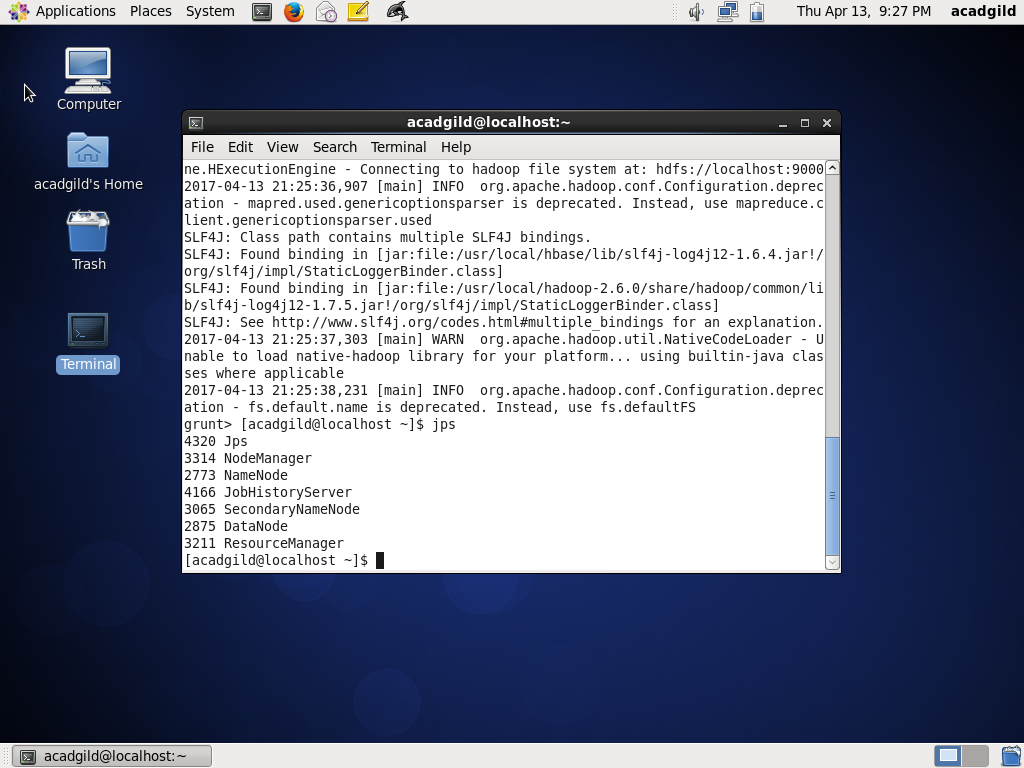 Applications Places System Thu Apr 13, 9:27 PM acadgild
Computer
acadgild's Home
Trash
Terminal
acadgild@localhost:~
File Edit View Search Terminal Help
ne.HExecutionEngine - Connecting to hadoop file system at: hdfs://localhost:9000
2017-04-13 21:25:36,907 [main] INFO  org.apache.hadoop.conf.Configuration.deprec
ation - mapred.used.genericoptionsparser is deprecated. Instead, use mapreduce.c
lient.genericoptionsparser.used
SLF4J: Class path contains multiple SLF4J bindings.
SLF4J: Found binding in [jar:file:/usr/local/hbase/lib/slf4j-log4j12-1.6.4.jar!/
org/slf4j/impl/StaticLoggerBinder.class]
SLF4J: Found binding in [jar:file:/usr/local/hadoop-2.6.0/share/hadoop/common/li
b/slf4j-log4j12-1.7.5.jar!/org/slf4j/impl/StaticLoggerBinder.class]
SLF4J: See http://www.slf4j.org/codes.html#multiple_bindings for an explanation.
2017-04-13 21:25:37,303 [main] WARN  org.apache.hadoop.util.NativeCodeLoader - U
nable to load native-hadoop library for your platform... using builtin-java clas
ses where applicable
2017-04-13 21:25:38,231 [main] INFO  org.apache.hadoop.conf.Configuration.deprec
ation - fs.default.name is deprecated. Instead, use fs.defaultFS
grunt> [acadgild@localhost ~]$ jps
4320 Jps
3314 NodeManager
2773 NameNode
4166 JobHistoryServer
3065 SecondaryNameNode
2875 DataNode
3211 ResourceManager
[acadgild@localhost ~]$
acadgild@localhost:~